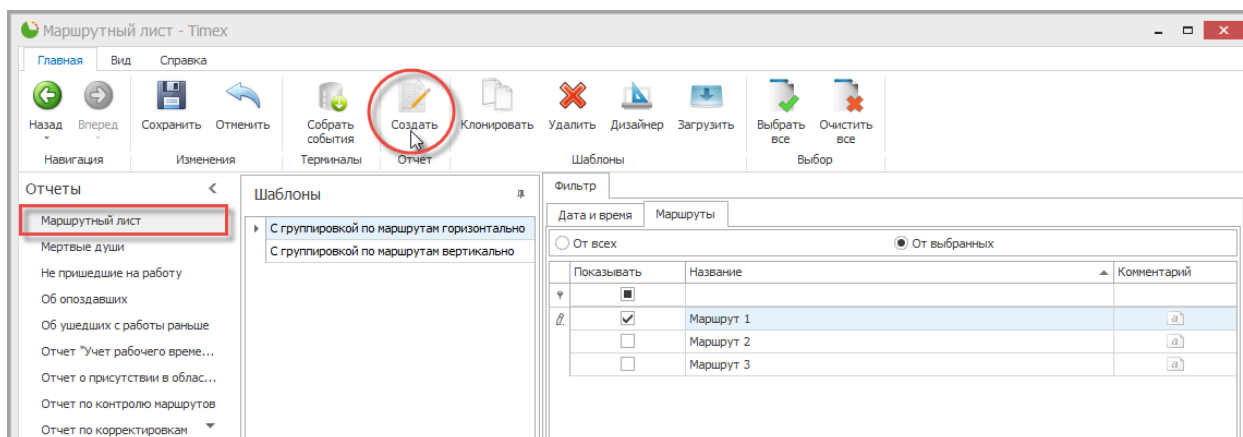 Маршрутный лист - Timex
Главная Вид Справка
Назад Вперед Сохранить Отменить Собрать события Создать Клонировать Удалить Дизайнер Загрузить Выбрать все Очистить все
Навигация Изменения Терминалы Отчет Шаблоны Выбор
Отчеты
Маршрутный лист
Мертвые души
Не пришедшие на работу
Об опоздавших
Об ушедших с работы раньше
Отчет "Учет рабочего време...
Отчет о присутствии в облас...
Отчет по контролю маршрутов
Отчет по корректировкам
Шаблоны
С группировкой по маршрутам горизонтально
С группировкой по маршрутам вертикально
Фильтр
Дата и время Маршруты
От всех От выбранных
Показывать Название Комментарий
Маршрут 1 a
Маршрут 2 a
Маршрут 3 a